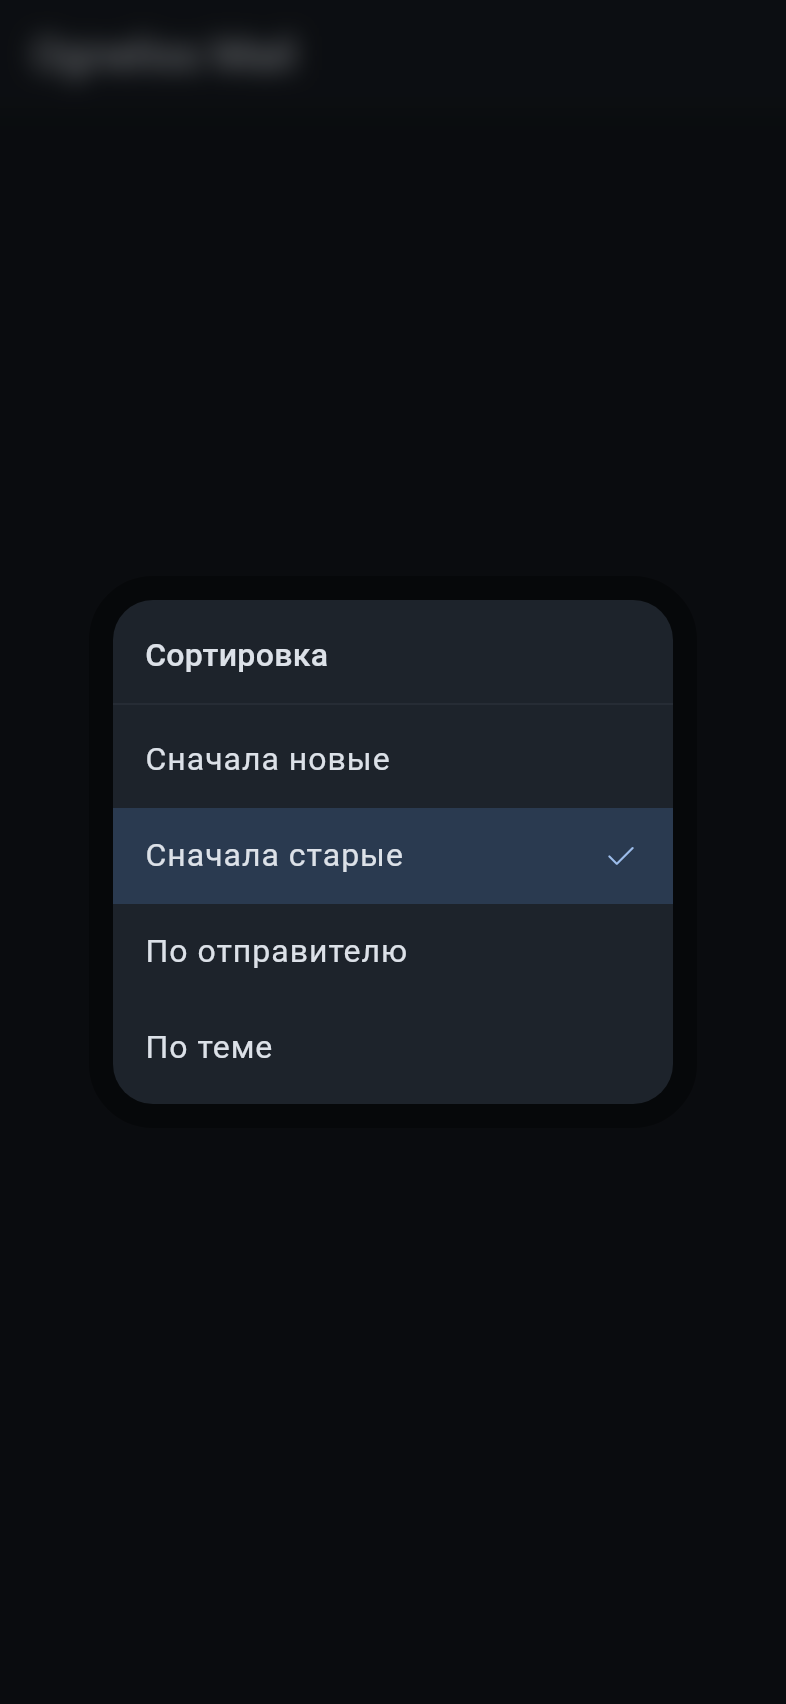 Сортировка
Сначала новые
Сначала старые
По отправителю
По теме